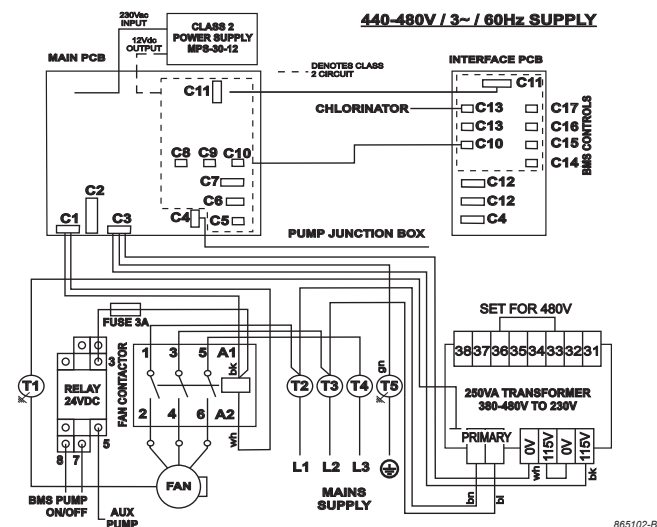 440-480V / 3~ / 60Hz SUPPLY
230Vac
INPUT
CLASS 2
POWER SUPPLY
MPS-30-12
12Vdc
OUTPUT
MAIN PCB
DENOTES CLASS
2 CIRCUIT
INTERFACE PCB
C11
C11
CHLORINATOR
C13
C17
C13
C16
C8
C9
C10
C10
C15
C14
BMS CONTROLS
C7
C12
C2
C6
C12
C1
C3
C4
C5
C4
PUMP JUNCTION BOX
FUSE 3A
SET FOR 480V
1
3
5
A1
3
bk
gn
38
37
36
35
34
33
32
31
T1
RELAY
24VDC
FAN CONTACTOR
T2
T3
T4
T5
250VA TRANSFORMER
380-480V TO 230V
2
4
6
A2
PRIMARY
0V
115V
0V
115V
wh
5
8
7
wh
bk
L1
L2
L3
bn
bl
FAN
BMS PUMP
ON/OFF
AUX
PUMP
MAINS
SUPPLY
865102-B